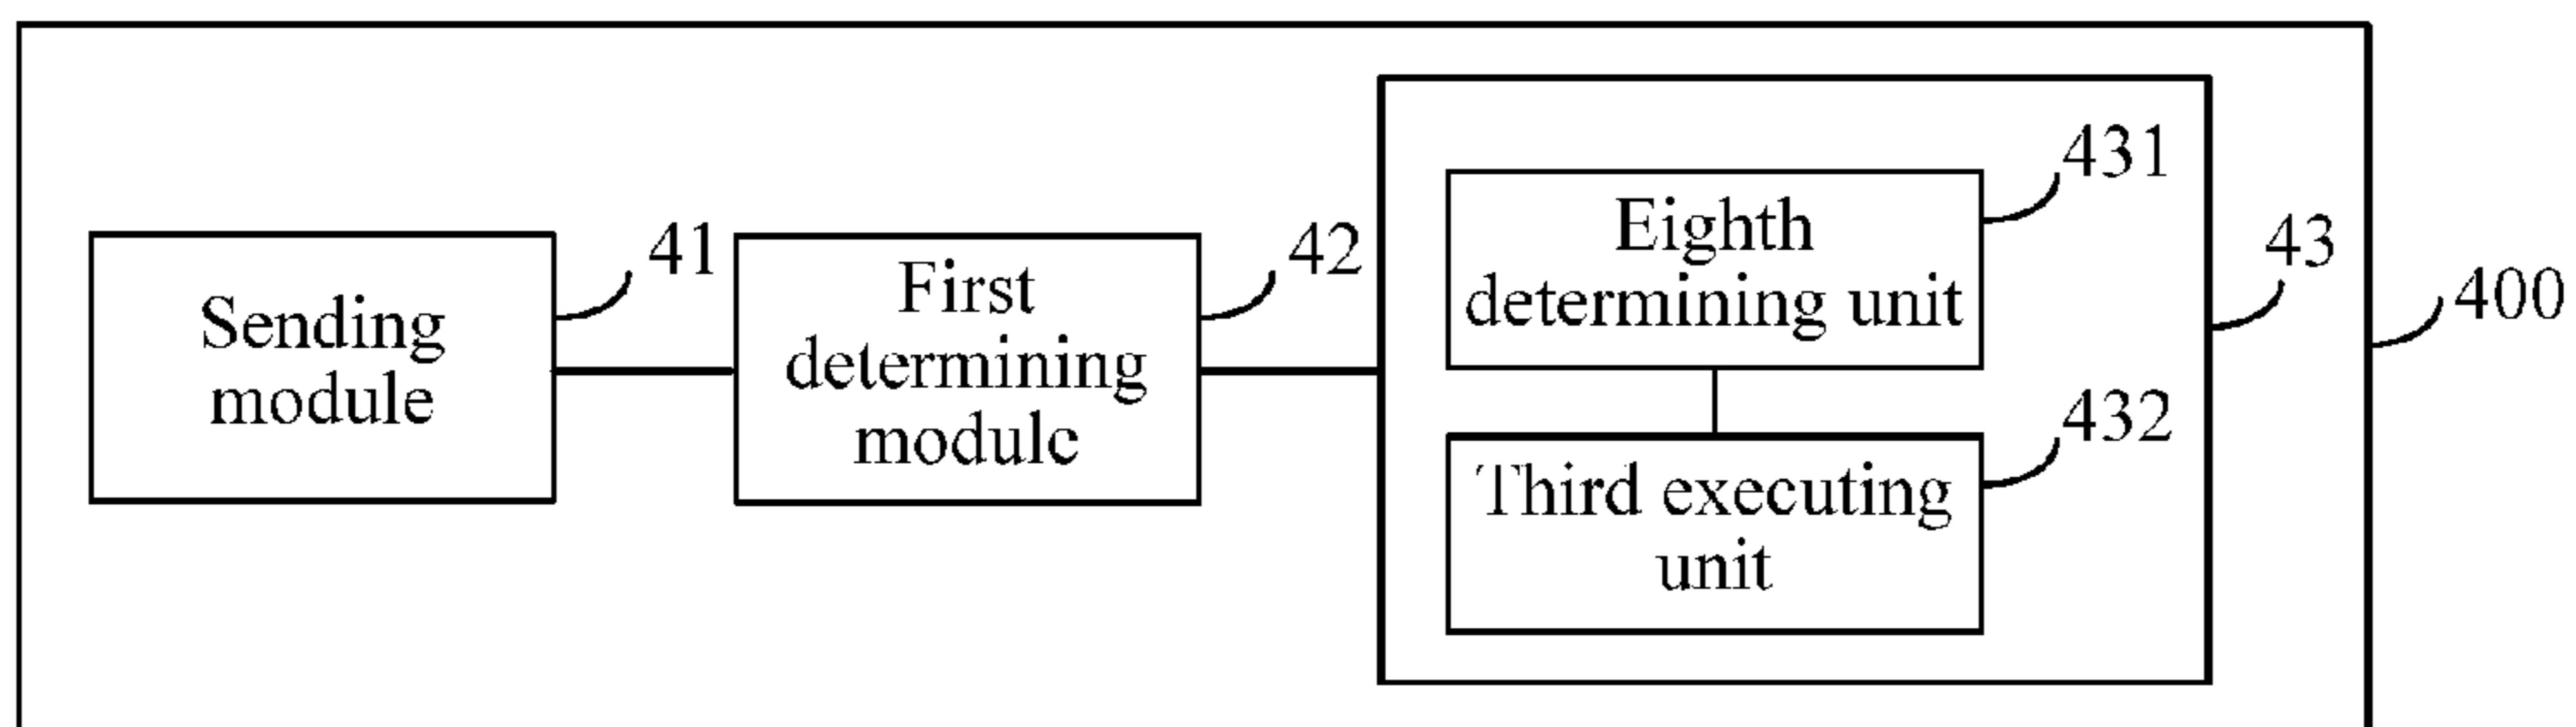 Sending
module
41
First
determining
module
42
Eighth
determining unit
431
Third executing
unit
432
43
400